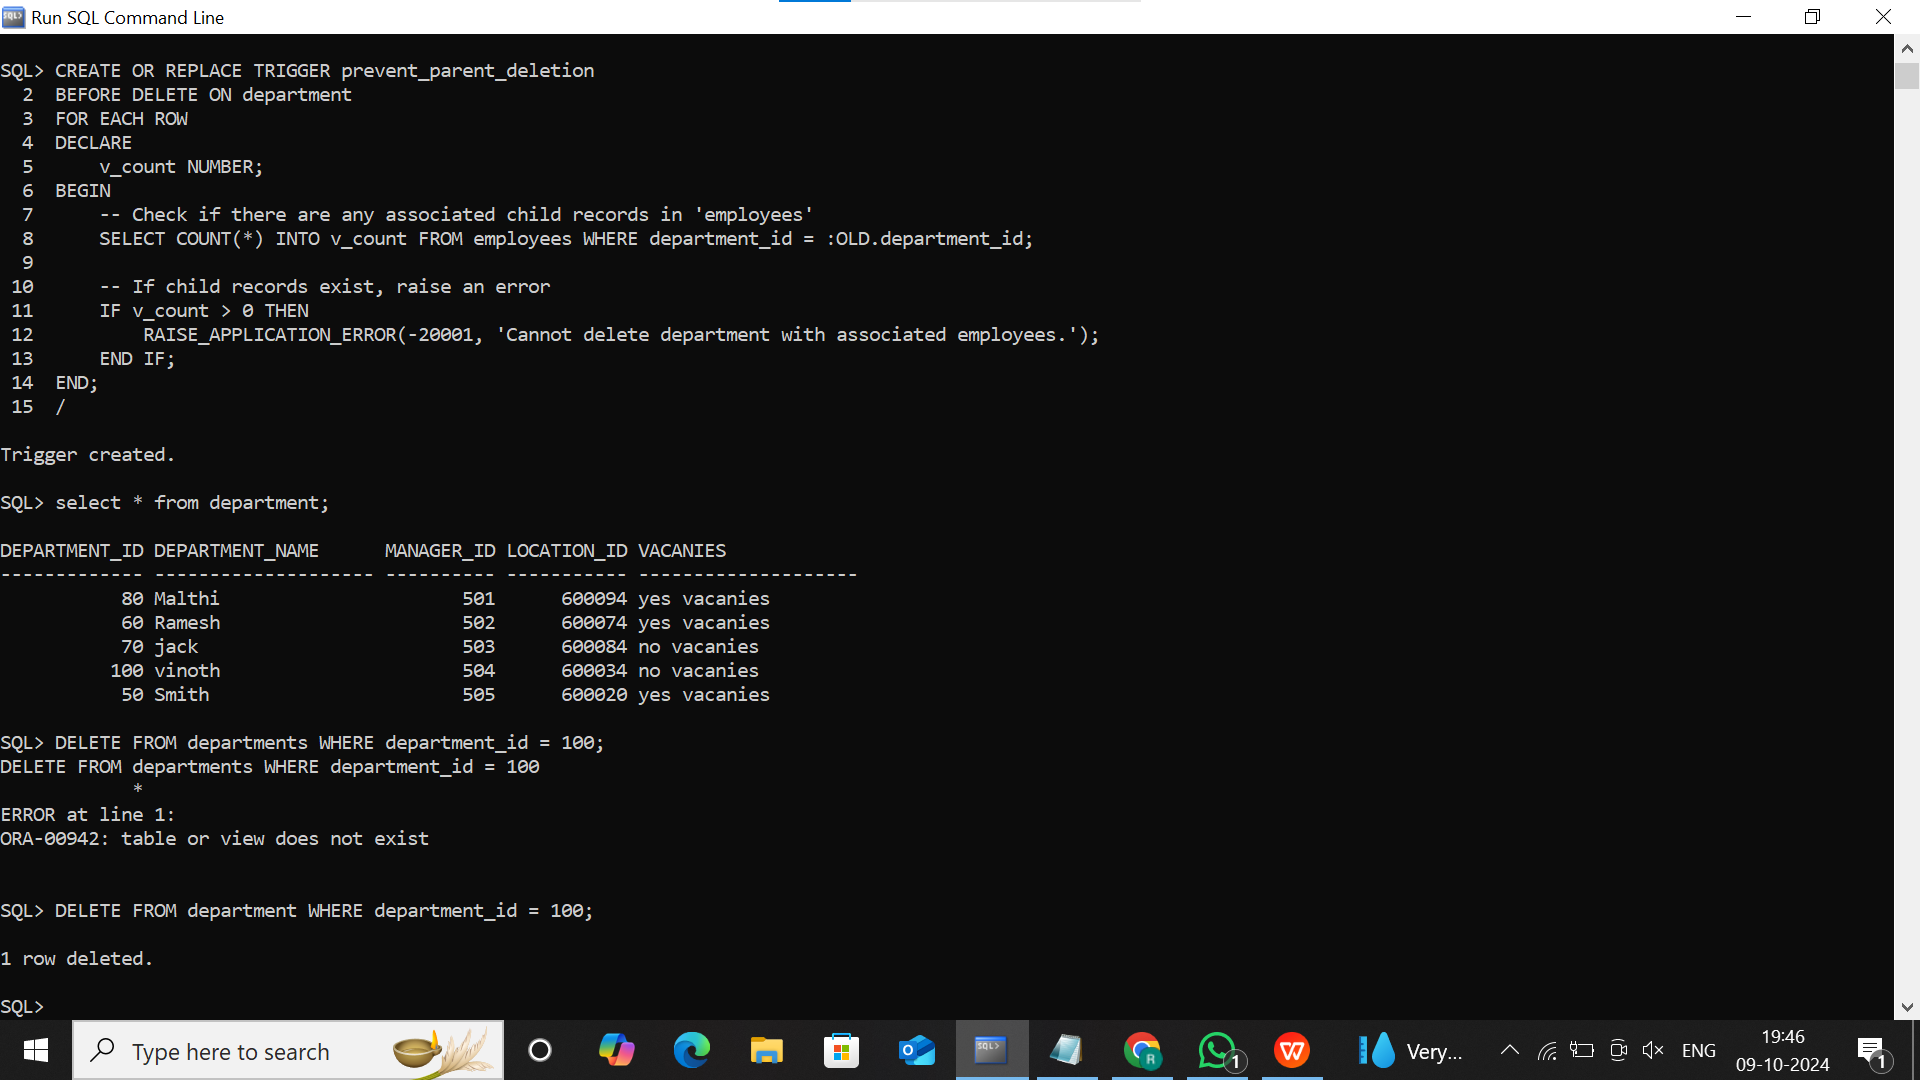 Run SQL Command Line
SQL> CREATE OR REPLACE TRIGGER prevent_parent_deletion
  2  BEFORE DELETE ON department
  3  FOR EACH ROW
  4  DECLARE
  5      v_count NUMBER;
  6  BEGIN
  7      -- Check if there are any associated child records in 'employees'
  8      SELECT COUNT(*) INTO v_count FROM employees WHERE department_id = :OLD.department_id;
  9
 10      -- If child records exist, raise an error
 11      IF v_count > 0 THEN
 12          RAISE_APPLICATION_ERROR(-20001, 'Cannot delete department with associated employees.');
 13      END IF;
 14  END;
 15  /
Trigger created.
SQL> select * from department;
DEPARTMENT_ID DEPARTMENT_NAME      MANAGER_ID LOCATION_ID VACANIES
------------- -------------------- ---------- ----------- --------------------
           80 Malthi                      501      600094 yes vacanies
           60 Ramesh                      502      600074 yes vacanies
           70 jack                        503      600084 no vacanies
          100 vinoth                      504      600034 no vacanies
           50 Smith                       505      600020 yes vacanies
SQL> DELETE FROM departments WHERE department_id = 100;
DELETE FROM departments WHERE department_id = 100
            *
ERROR at line 1:
ORA-00942: table or view does not exist
SQL> DELETE FROM department WHERE department_id = 100;
1 row deleted.
SQL>
Type here to search
SQL>
R
1
W
Very...
ENG
19:46
09-10-2024
1